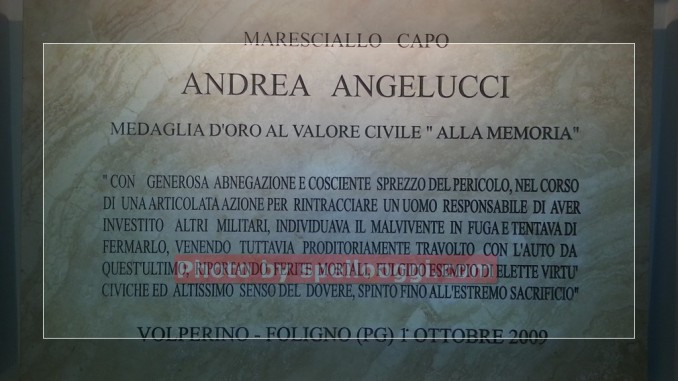 MARESCIALLO CAPO
ANDREA ANGELUCCI
MEDAGLIA D'ORO AL VALORE CIVILE " ALLA MEMORIA"
" CON GENEROSA ABNEGAZIONE E COSCIENTE SPREZZO DEL PERICOLO, NEL CORSO
DI UNA ARTICOLATA AZIONE PER RINTRACCIARE UN UOMO RESPONSABILE DI AVER
INVESTITO ALTRI MILITARI, INDIVIDUAVA IL MALVIVENTE IN FUGA E TENTAVA DI
FERMARLO, VENENDO TUTTAVIA PRODITORIAMENTE TRAVOLTO CON L'AUTO DA
QUEST'ULTIMO, RIPORTANDO FERITE MORTALI. FULGIDO ESEMPIO DI ELETTE VIRTU'
CIVICHE ED ALTISSIMO SENSO DEL DOVERE, SPINTO FINO ALL'ESTREMO SACRIFICIO"
VOLPERINO - FOLIGNO (PG) 1° OTTOBRE 2009
Photo by